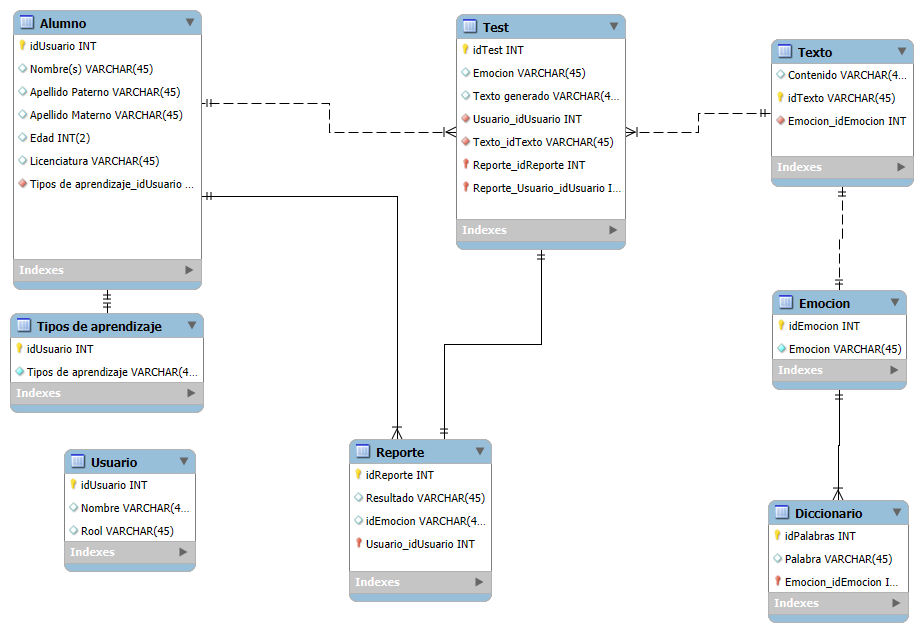 Alumno
idUsuario INT
Nombre(s) VARCHAR(45)
Apellido Paterno VARCHAR(45)
Apellido Materno VARCHAR(45)
Edad INT(2)
Licenciatura VARCHAR(45)
Tipos de aprendizaje_idUsuario ...
Indexes
Tipos de aprendizaje
idUsuario INT
Tipos de aprendizaje VARCHAR(4...
Indexes
Usuario
idUsuario INT
Nombre VARCHAR(4...
Rool VARCHAR(45)
Indexes
Test
idTest INT
Emocion VARCHAR(45)
Texto generado VARCHAR(4...
Usuario_idUsuario INT
Texto_idTexto VARCHAR(45)
Reporte_idReporte INT
Reporte_Usuario_idUsuario I...
Indexes
Reporte
idReporte INT
Resultado VARCHAR(45)
idEmocion VARCHAR(4...
Usuario_idUsuario INT
Indexes
Texto
Contenido VARCHAR(4...
idTexto VARCHAR(45)
Emocion_idEmocion INT
Indexes
Emocion
idEmocion INT
Emocion VARCHAR(45)
Indexes
Diccionario
idPalabras INT
Palabra VARCHAR(45)
Emocion_idEmocion I...
Indexes